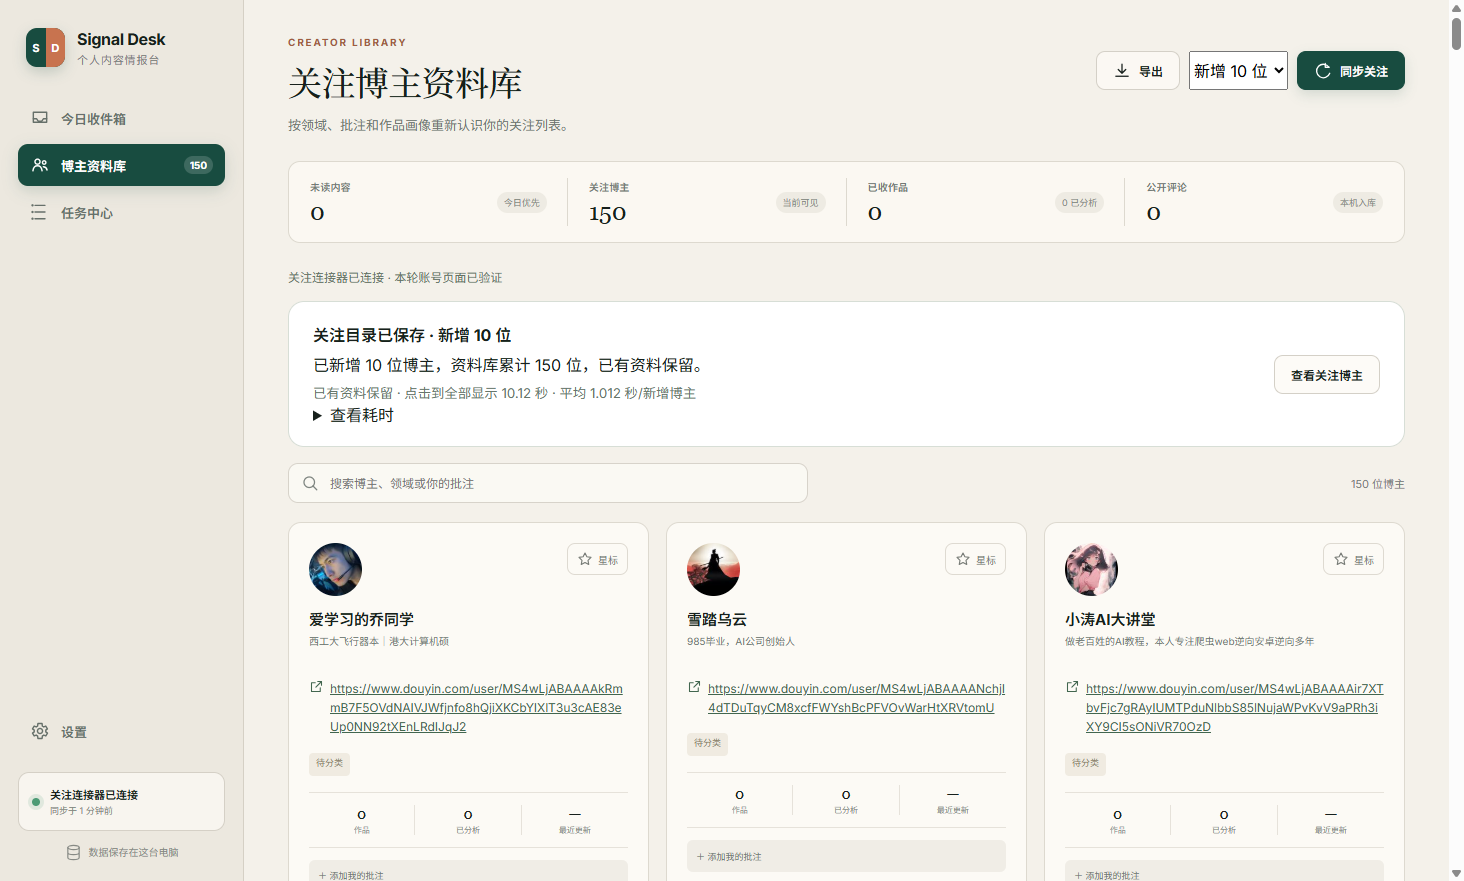 S D
Signal Desk
个人内容情报台
今日收件箱
博主资料库 150
任务中心
设置
关注连接器已连接
同步于 1 分钟前
数据保存在这台电脑
CREATOR LIBRARY
关注博主资料库
按领域、批注和作品画像重新认识你的关注列表。
导出
新增 10 位
同步关注
未读内容
0
今日优先
关注博主
150
当前可见
已收作品
0
0 已分析
公开评论
0
本机入库
关注连接器已连接 · 本轮账号页面已验证
关注目录已保存 · 新增 10 位
已新增 10 位博主，资料库累计 150 位，已有资料保留。
已有资料保留 · 点击到全部显示 10.12 秒 · 平均 1.012 秒/新增博主
▶ 查看耗时
查看关注博主
搜索博主、领域或你的批注
150 位博主
星标
爱学习的乔同学
西工大飞行器本｜港大计算机硕
https://www.douyin.com/user/MS4wLjABAAAAkRm
mB7F5OVdNAIVJWfjnfo8hQjiXKCbYIXIT3u3cAE83e
Up0NN92tXEnLRdIJqJ2
待分类
0
作品
0
已分析
—
最近更新
+ 添加我的批注
星标
雪踏乌云
985毕业，AI公司创始人
https://www.douyin.com/user/MS4wLjABAAAANchjI
4dTDuTqyCM8xcfFWYshBcPFVOvWarHtXRVtomU
待分类
0
作品
0
已分析
—
最近更新
+ 添加我的批注
星标
小涛AI大讲堂
做老百姓的AI教程，本人专注爬虫web逆向安卓逆向多年
https://www.douyin.com/user/MS4wLjABAAAAir7XT
bvFjc7gRAyIUMTPduNlbbS85lNujaWPvKvV9aPRh3i
XY9CI5sONiVR70OzD
待分类
0
作品
0
已分析
—
最近更新
+ 添加我的批注